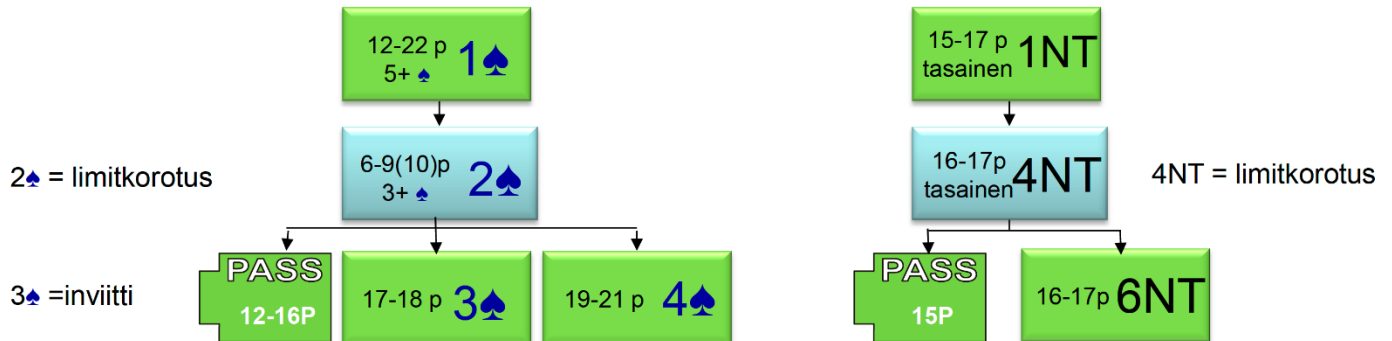 12-22 p
5+ ♠
1♠
15-17 p
tasainen
1NT
2♠ = limitkorotus
6-9(10)p
3+ ♠
2♠
16-17p
tasainen
4NT
4NT = limitkorotus
3♠ =inviitti
PASS
12-16P
17-18 p
3♠
19-21 p
4♠
PASS
15P
16-17p
6NT